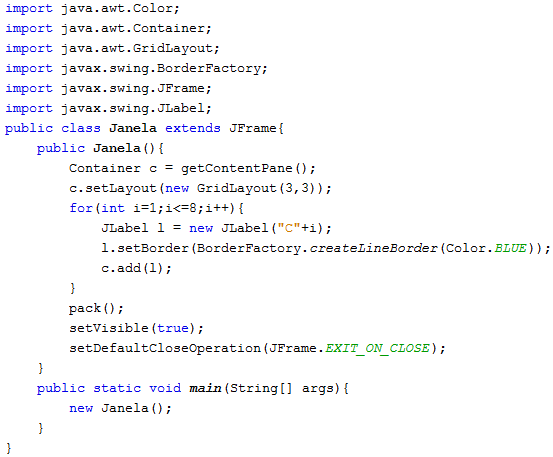 import java.awt.Color;
import java.awt.Container;
import java.awt.GridLayout;
import javax.swing.BorderFactory;
import javax.swing.JFrame;
import javax.swing.JLabel;
public class Janela extends JFrame{
    public Janela(){
        Container c = getContentPane();
        c.setLayout(new GridLayout(3,3));
        for(int i=1;i<=8;i++){
            JLabel l = new JLabel("C"+i);
            l.setBorder(BorderFactory.createLineBorder(Color.BLUE));
            c.add(l);
        }
        pack();
        setVisible(true);
        setDefaultCloseOperation(JFrame.EXIT_ON_CLOSE);
    }
    public static void main(String[] args){
        new Janela();
    }
}